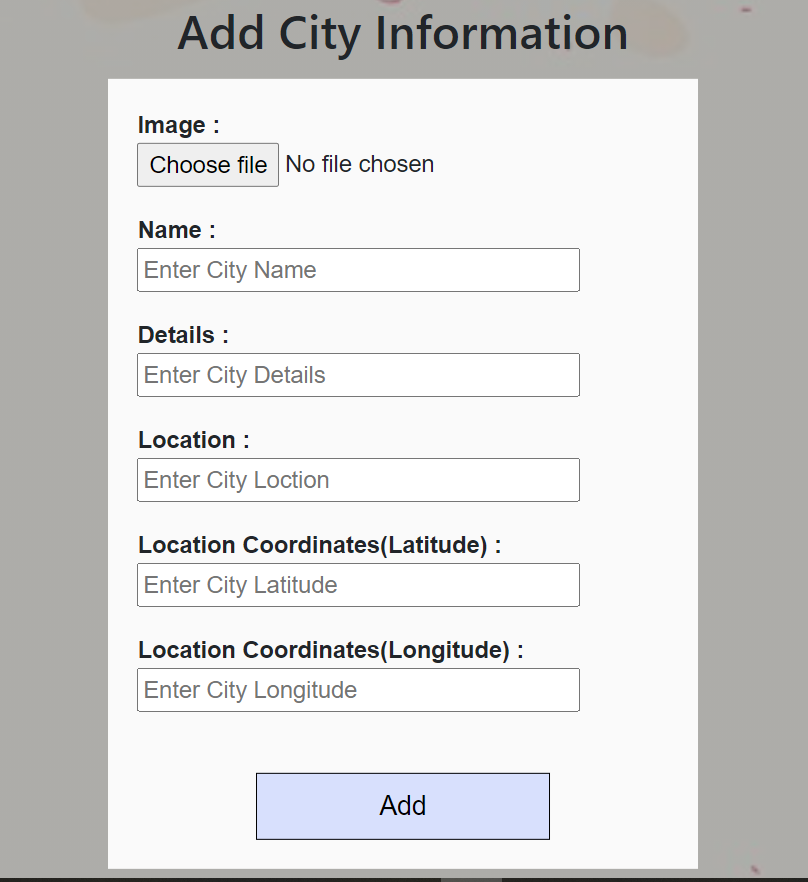 Add City Information
Image :
Choose file No file chosen
Name :
Enter City Name
Details :
Enter City Details
Location :
Enter City Loction
Location Coordinates(Latitude) :
Enter City Latitude
Location Coordinates(Longitude) :
Enter City Longitude
Add